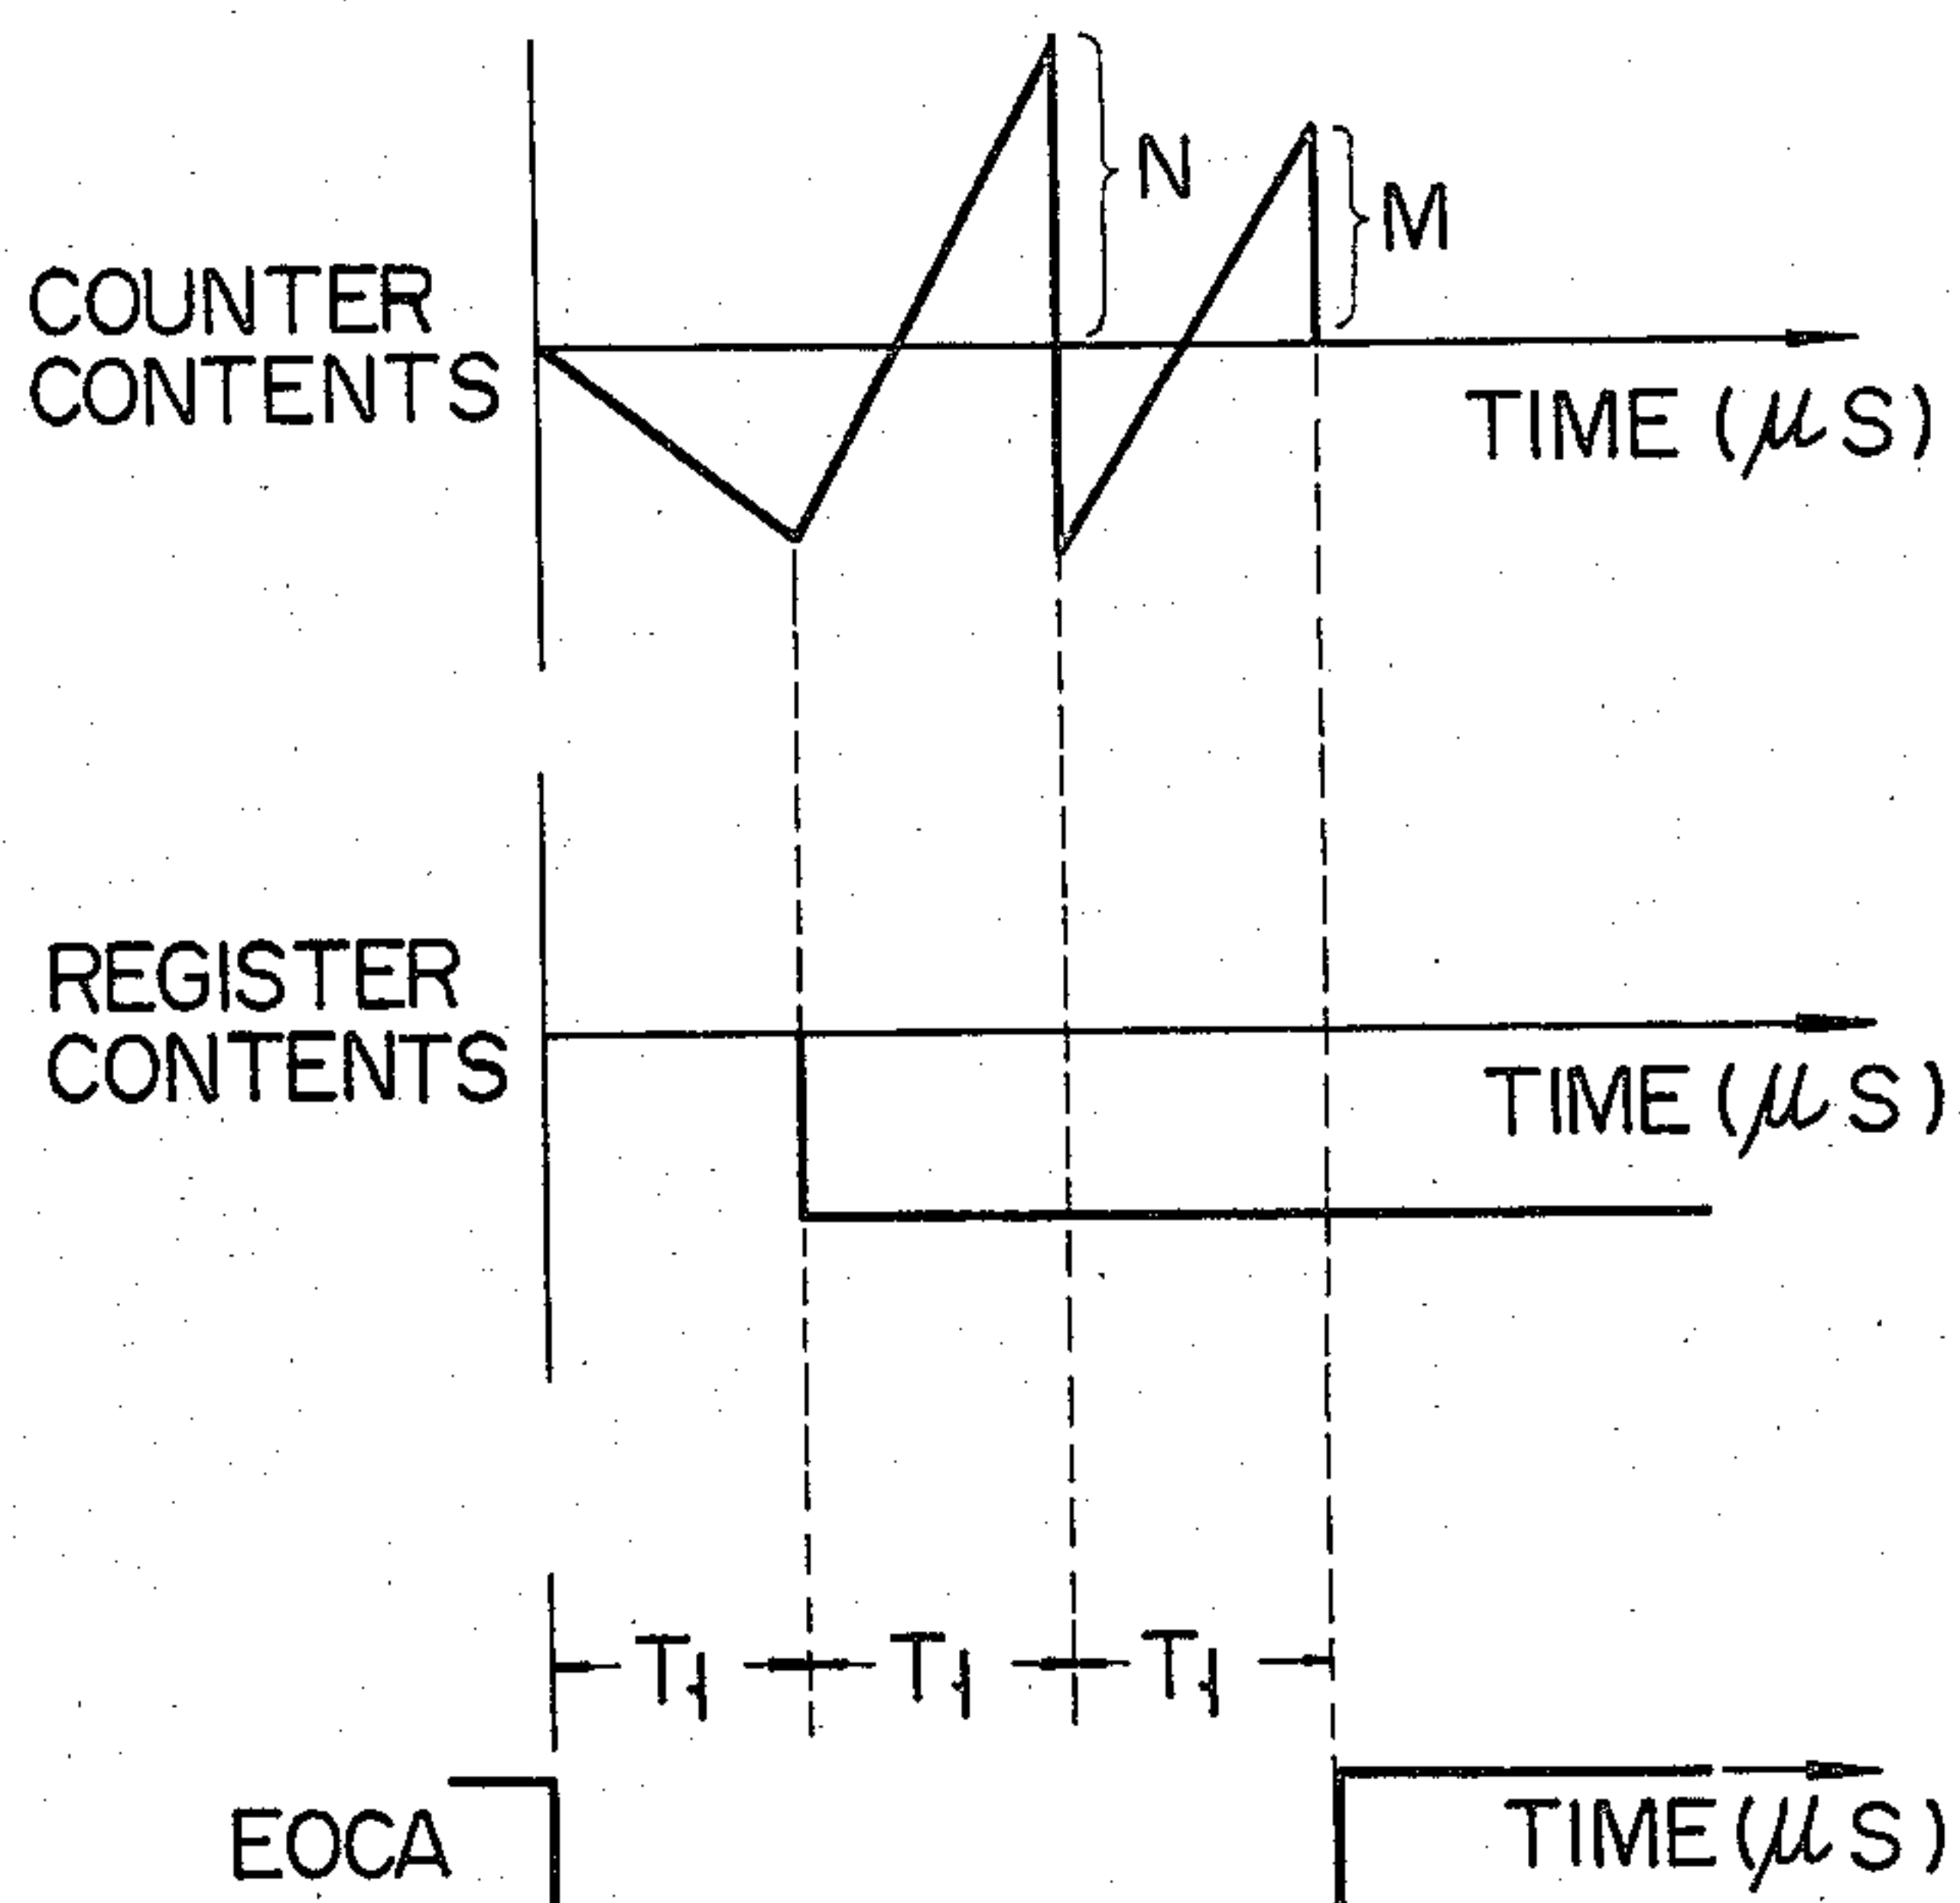 N
M
COUNTER
CONTENTS
TIME (μS)
REGISTER
CONTENTS
TIME (μS)
T1 T1 T1
EOCA
TIME (μS)